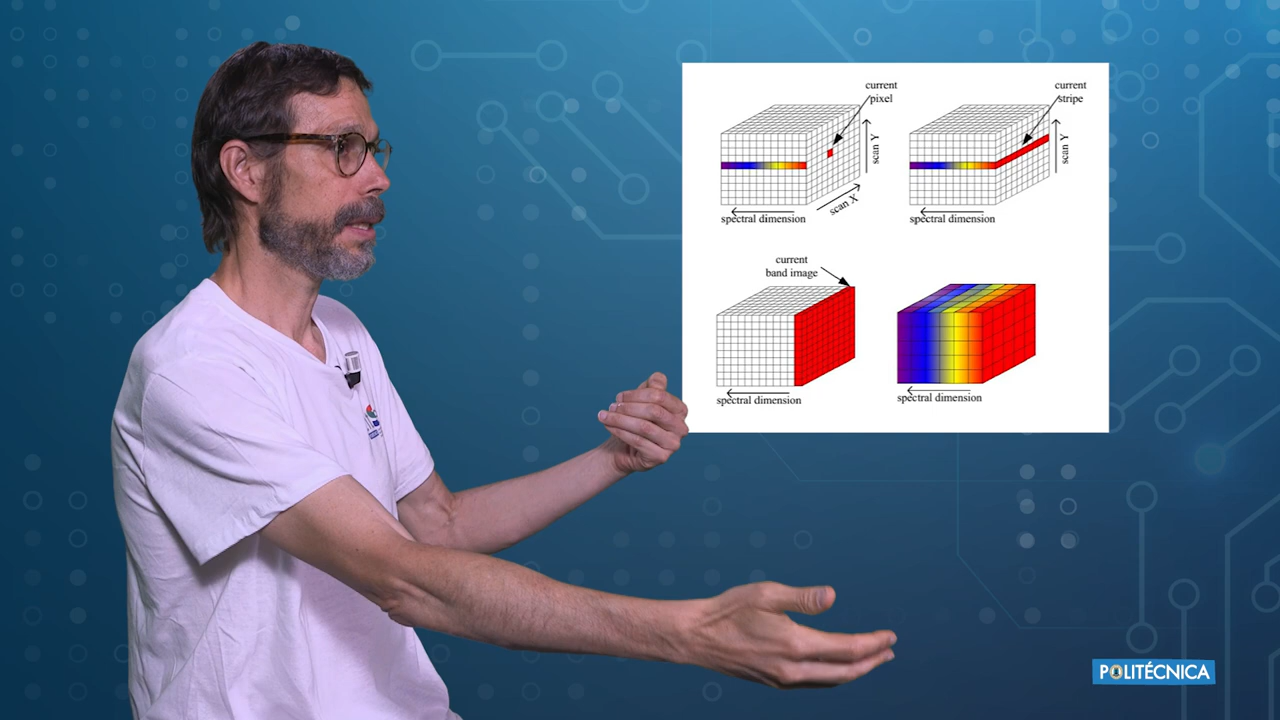 current
pixel
scan Y
scan X
spectral dimension
current
stripe
scan Y
spectral dimension
current
band image
spectral dimension
spectral dimension
POLITÉCNICA